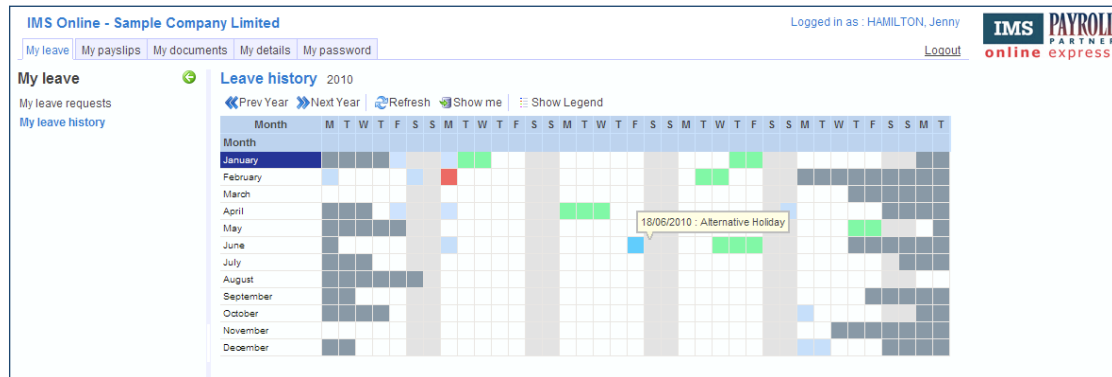 IMS Online - Sample Company Limited
Logged in as : HAMILTON, Jenny
IMS PAYROLL
PARTNER
online express
My leave My payslips My documents My details My password
Logout
My leave
Leave history 2010
My leave requests
My leave history
Prev Year Next Year Refresh Show me Show Legend
Month M T W T F S S M T W T F S S M T W T F S S M T W T F S S M T W T F S S M T
Month
January
February
March
April
18/06/2010 : Alternative Holiday
May
June
July
August
September
October
November
December